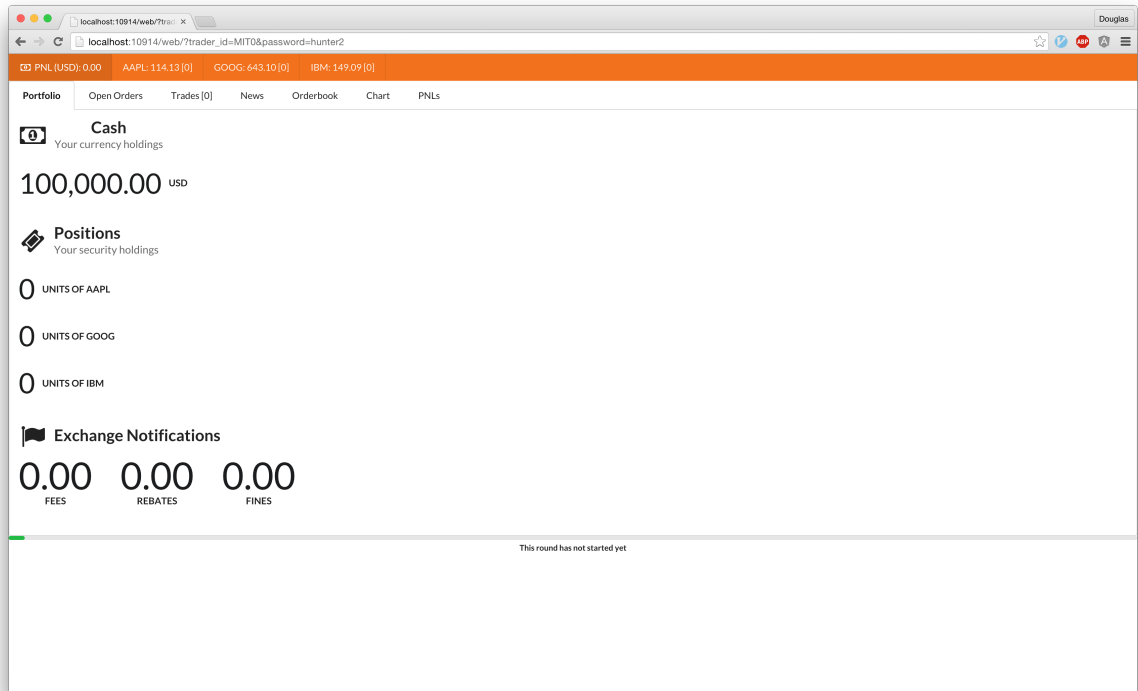 localhost:10914/web/?trad
Douglas
localhost:10914/web/?trader_id=MIT0&password=hunter2
ABP
PNL (USD): 0.00 AAPL: 114.13 [0] GOOG: 643.10 [0] IBM: 149.09 [0]
Portfolio Open Orders Trades [0] News Orderbook Chart PNLs
Cash
Your currency holdings
100,000.00 USD
Positions
Your security holdings
0 UNITS OF AAPL
0 UNITS OF GOOG
0 UNITS OF IBM
Exchange Notifications
0.00 0.00 0.00
FEES REBATES FINES
This round has not started yet